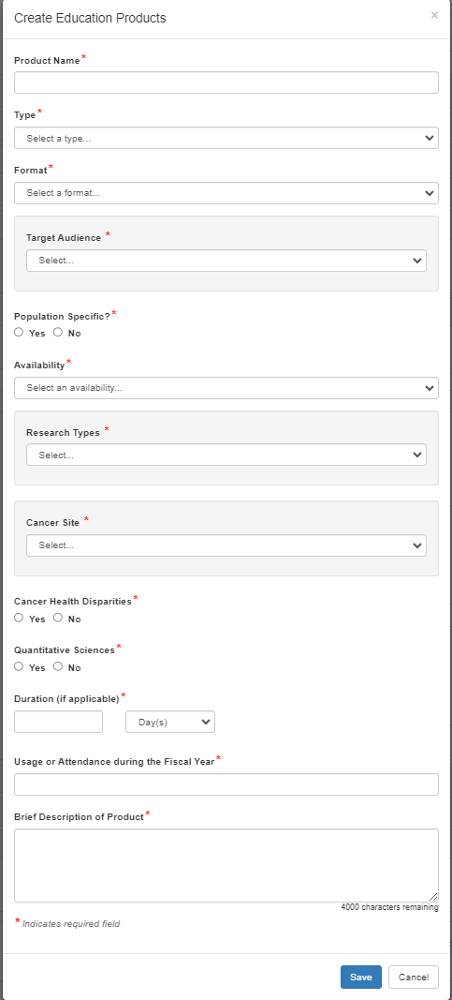 Create Education Products ×
Product Name*
Type*
Select a type...
Format*
Select a format...
Target Audience *
Select...
Population Specific?*
Yes No
Availability*
Select an availability...
Research Types *
Select...
Cancer Site *
Select...
Cancer Health Disparities*
Yes No
Quantitative Sciences*
Yes No
Duration (if applicable)*
Day(s)
Usage or Attendance during the Fiscal Year*
Brief Description of Product*
4000 characters remaining
* Indicates required field
Save Cancel